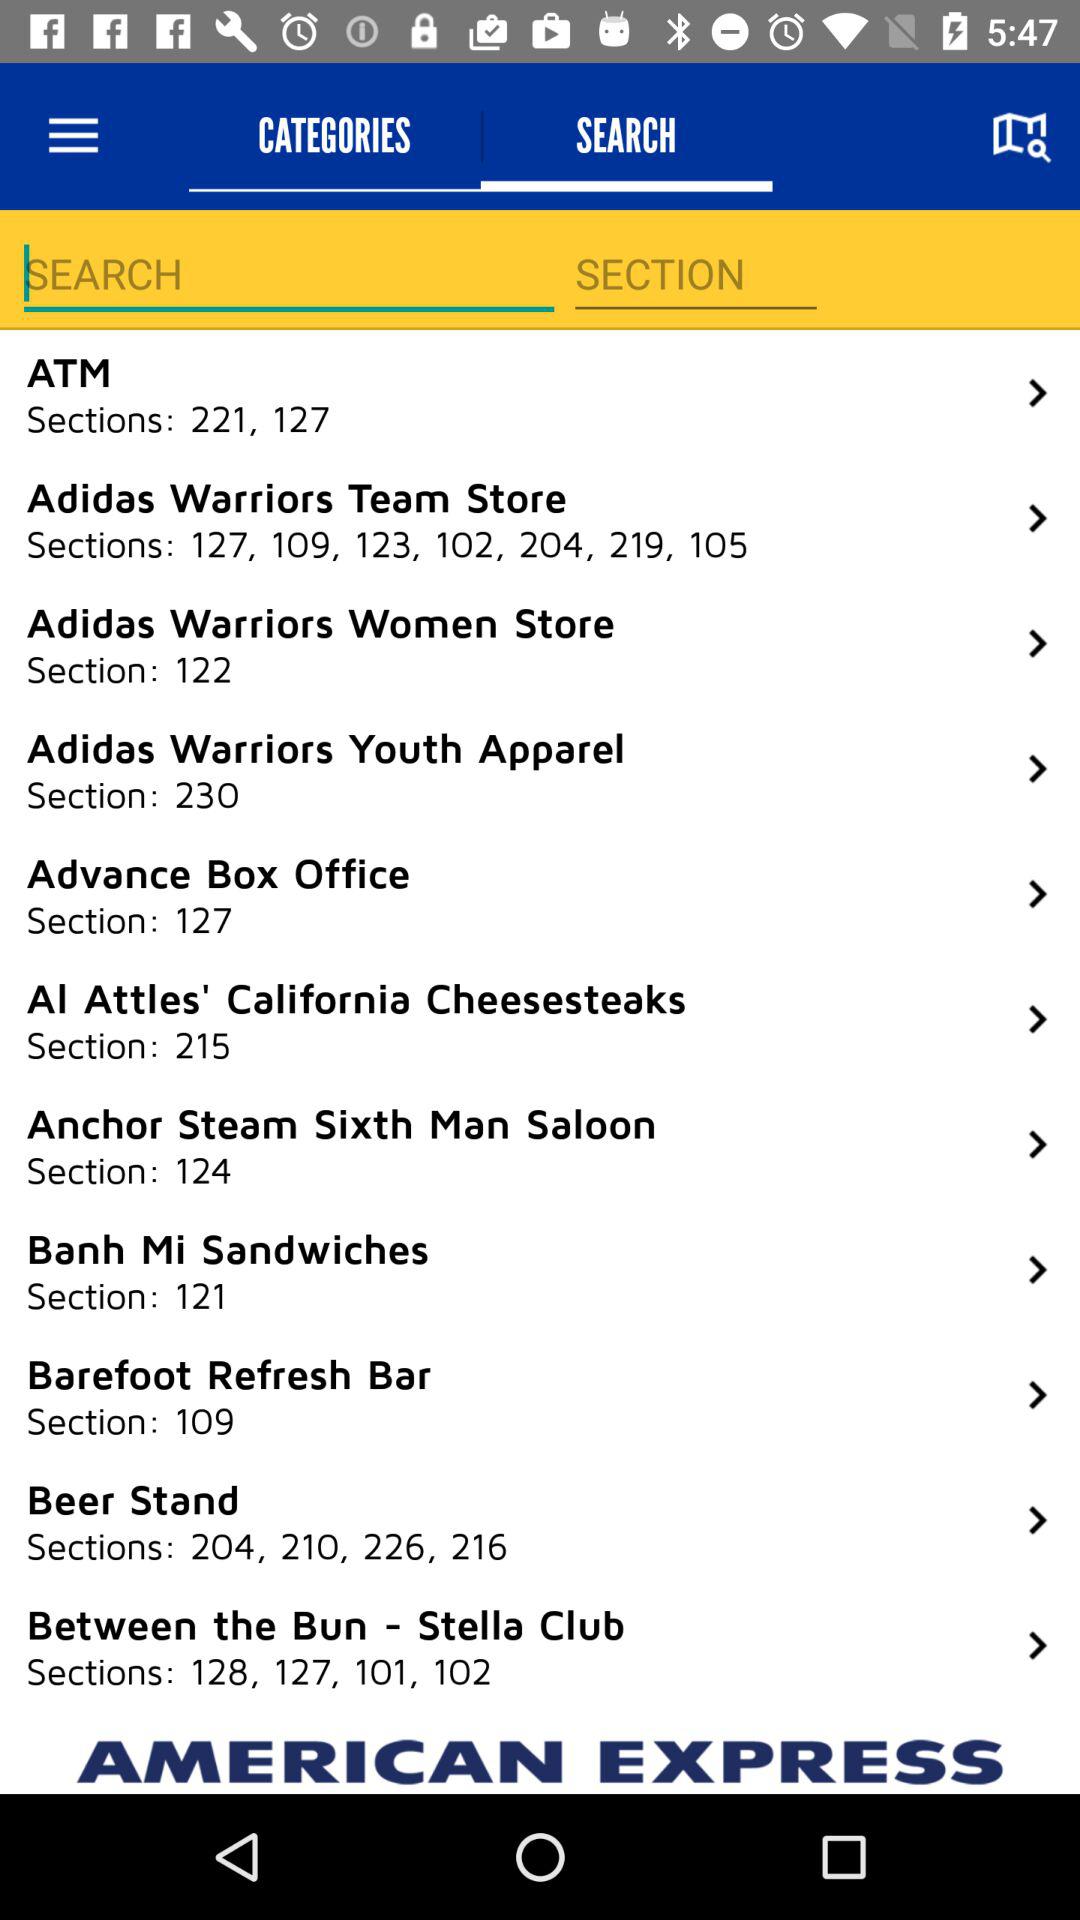 5:47
CATEGORIES SEARCH
SEARCH SECTION
ATM
Sections: 221, 127
Adidas Warriors Team Store
Sections: 127, 109, 123, 102, 204, 219, 105
Adidas Warriors Women Store
Section: 122
Adidas Warriors Youth Apparel
Section: 230
Advance Box Office
Section: 127
Al Attles' California Cheesesteaks
Section: 215
Anchor Steam Sixth Man Saloon
Section: 124
Banh Mi Sandwiches
Section: 121
Barefoot Refresh Bar
Section: 109
Beer Stand
Sections: 204, 210, 226, 216
Between the Bun - Stella Club
Sections: 128, 127, 101, 102
AMERICAN EXPRESS